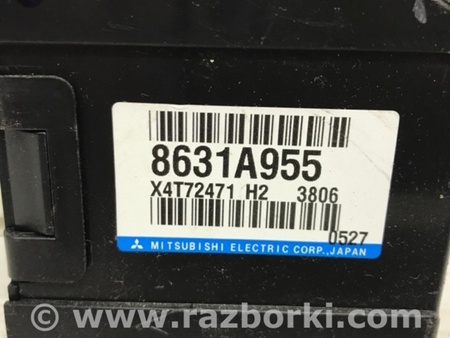 8631A955
X4T72471 H2 3806
0527
MITSUBISHI ELECTRIC CORP., JAPAN
© www.razborki.com